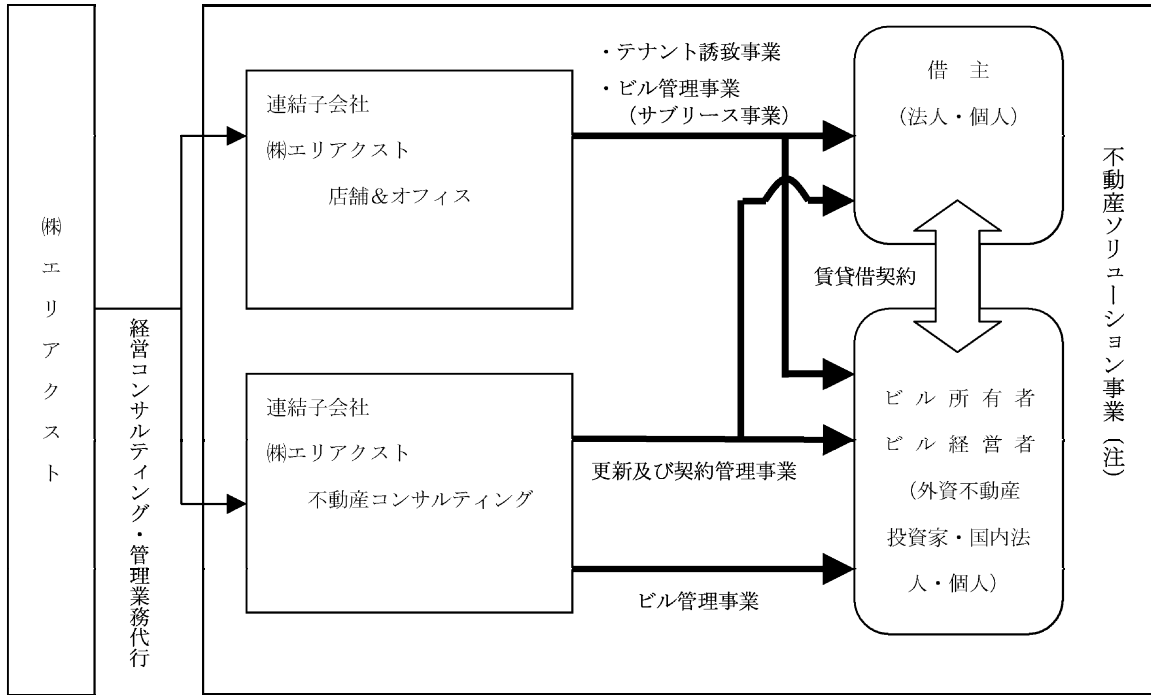 ㈱エリアクスト
経営コンサルティング・管理業務代行
連結子会社
㈱エリアクスト
店舗＆オフィス
・テナント誘致事業
・ビル管理事業
（サブリース事業）
借 主
（法人・個人）
賃貸借契約
連結子会社
㈱エリアクスト
不動産コンサルティング
更新及び契約管理事業
ビル管理事業
ビル所有者
ビル経営者
（外資不動産
投資家・国内法
人・個人）
不動産ソリューション事業（注）